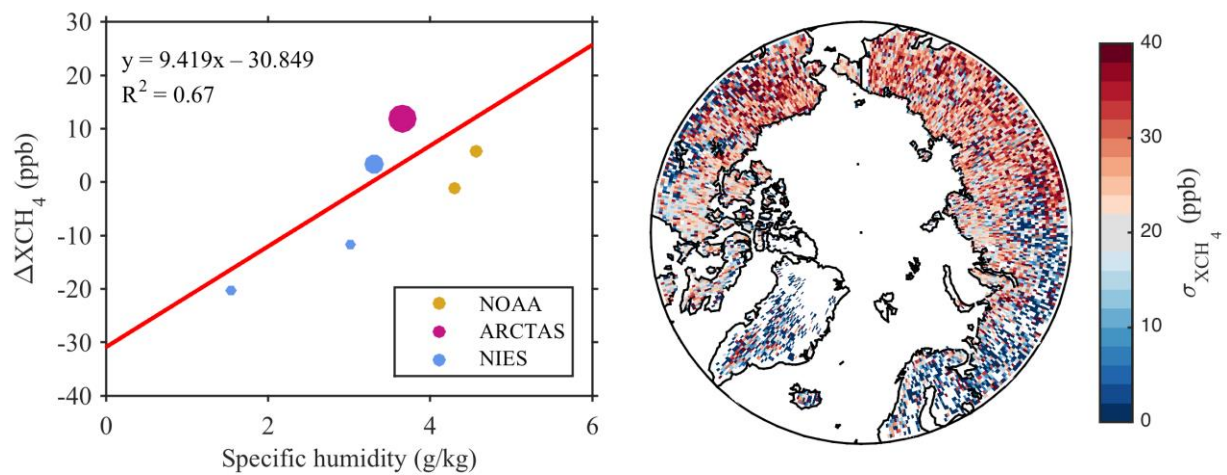 30
20
10
0
-10
-20
-30
-40
ΔXCH4 (ppb)
y = 9.419x – 30.849
R² = 0.67
NOAA
ARCTAS
NIES
0 2 4 6
Specific humidity (g/kg)
40
30
20
10
0
σXCH4 (ppb)